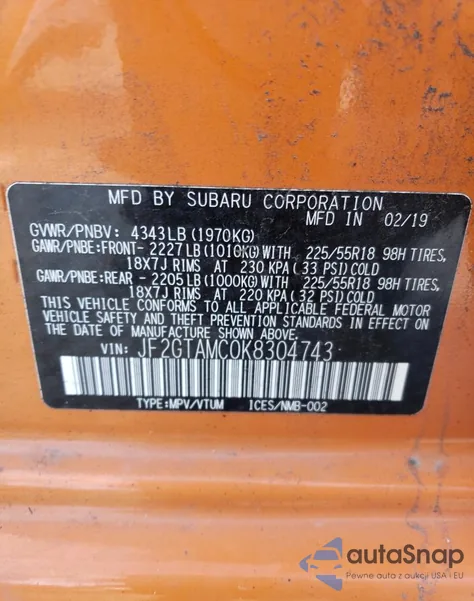 MFD BY SUBARU CORPORATION
MFD IN 02/19
GVWR/PNBV: 4343LB (1970KG)
GAWR/PNBE:FRONT- 2227LB (1010KG) WITH 225/55R18 98H TIRES,
18X7J RIMS AT 230 KPA (33 PSI) COLD
GAWR/PNBE:REAR - 2205LB (1000KG) WITH 225/55R18 98H TIRES,
18X7J RIMS AT 220 KPA (32 PSI) COLD
THIS VEHICLE CONFORMS TO ALL APPLICABLE FEDERAL MOTOR
VEHICLE SAFETY AND BUMPER STANDARDS IN EFFECT ON THE
DATE OF MANUFACTURE SHOWN ABOVE.
VIN: JF2GTAMC0K8304743
TYPE:MPV/VTUM ICES/NMB-002
autoSnap
Pewne auta z aukcji USA i EU